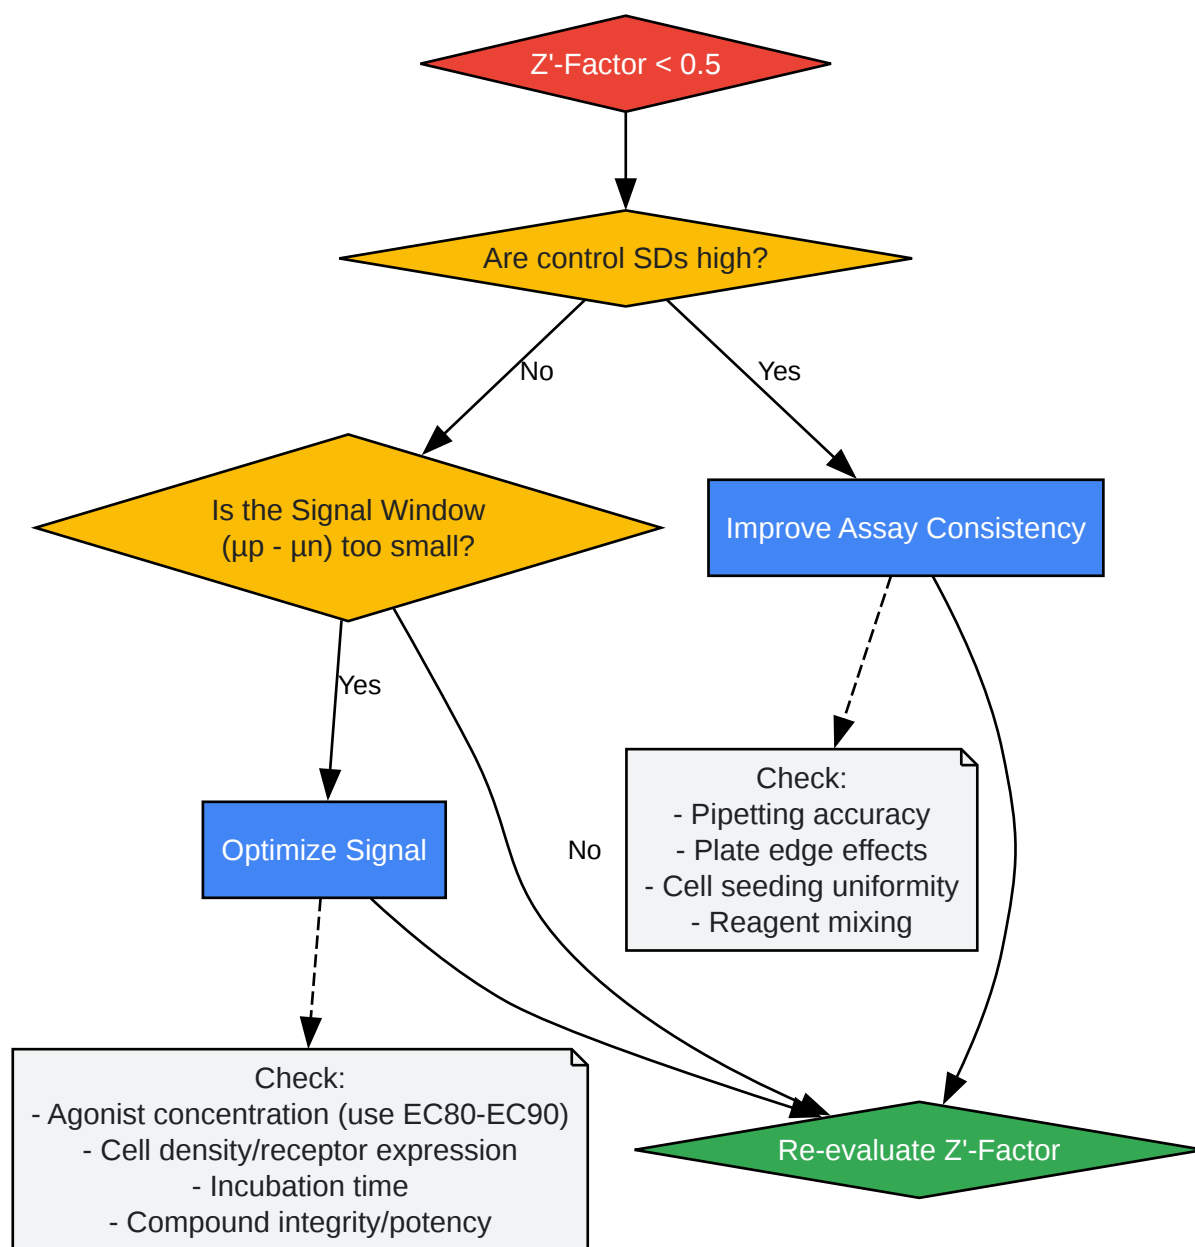 Z'-Factor < 0.5
Are control SDs high?
No
Yes
Is the Signal Window
(µp - µn) too small?
Improve Assay Consistency
Yes
Optimize Signal
No
Check:
- Pipetting accuracy
- Plate edge effects
- Cell seeding uniformity
- Reagent mixing
Check:
- Agonist concentration (use EC80-EC90)
- Cell density/receptor expression
- Incubation time
- Compound integrity/potency
Re-evaluate Z'-Factor